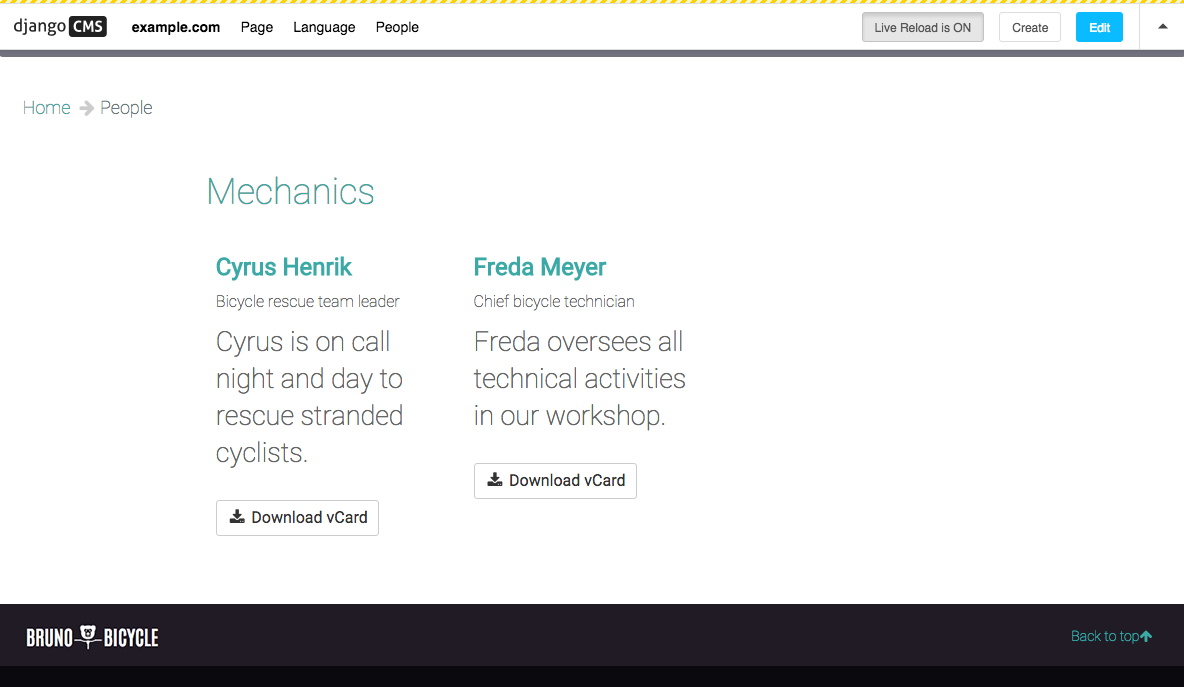 django CMS example.com Page Language People Live Reload is ON Create Edit
Home People
Mechanics
Cyrus Henrik
Bicycle rescue team leader
Cyrus is on call
night and day to
rescue stranded
cyclists.
Download vCard
Freda Meyer
Chief bicycle technician
Freda oversees all
technical activities
in our workshop.
Download vCard
BRUNO BICYCLE
Back to top